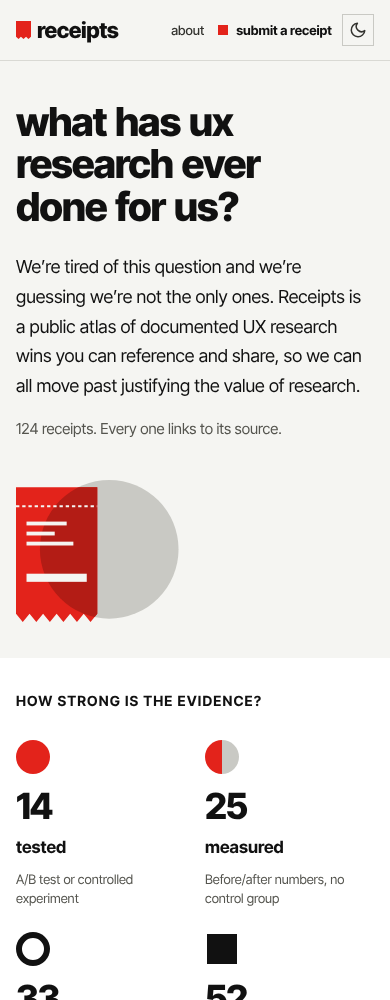 receipts
about
submit a receipt
what has ux
research ever
done for us?
We're tired of this question and we're
guessing we're not the only ones. Receipts is
a public atlas of documented UX research
wins you can reference and share, so we can
all move past justifying the value of research.
124 receipts. Every one links to its source.
HOW STRONG IS THE EVIDENCE?
14
tested
A/B test or controlled
experiment
25
measured
Before/after numbers, no
control group
33
52